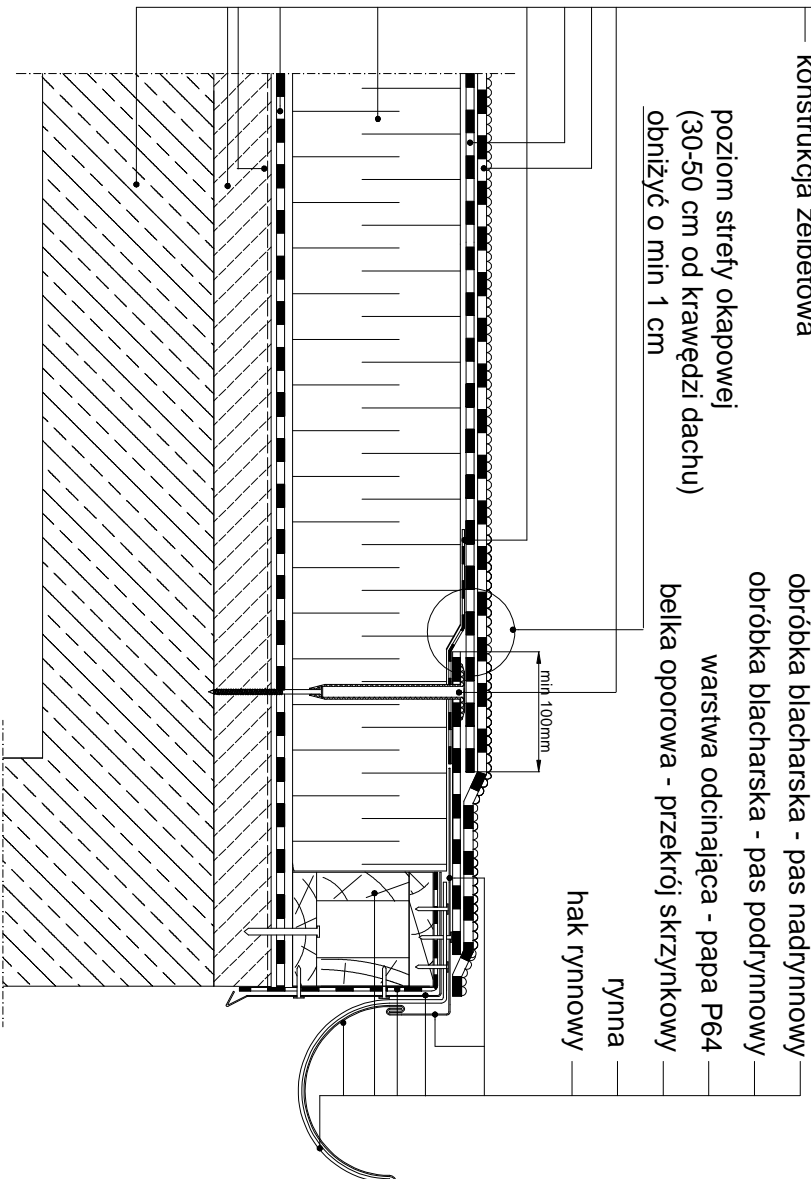 konstrukcja żelbetowa
poziom strefy okapowej
(30-50 cm od krawędzi dachu)
obniżyć o min 1 cm
obróbka blacharska - pas nadrynnowy
obróbka blacharska - pas podrynnowy
warstwa odcinająca - papa P64
belka oporowa - przekrój skrzynkowy
rynna
hak rynnowy
min 100mm